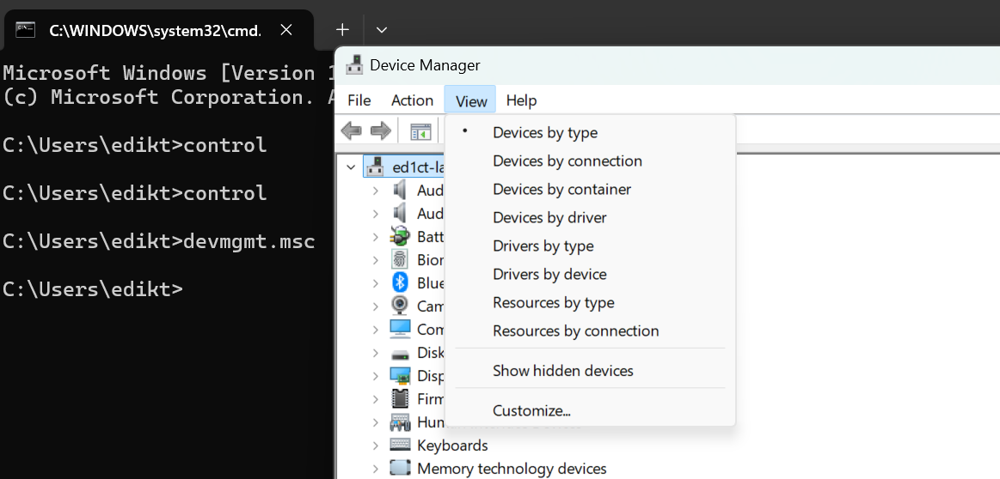 C:\WINDOWS\system32\cmd.
Microsoft Windows [Version
(c) Microsoft Corporation.
C:\Users\edikt>control
C:\Users\edikt>control
C:\Users\edikt>devmgmt.msc
C:\Users\edikt>
Device Manager
File Action View Help
Devices by type
Devices by connection
Devices by container
Devices by driver
Drivers by type
Drivers by device
Resources by type
Resources by connection
Show hidden devices
Customize...
ed1ct-la
Aud
Aud
Batt
Bion
Blue
Cam
Com
Disk
Disp
Firm
Human Interface Devices
Keyboards
Memory technology devices